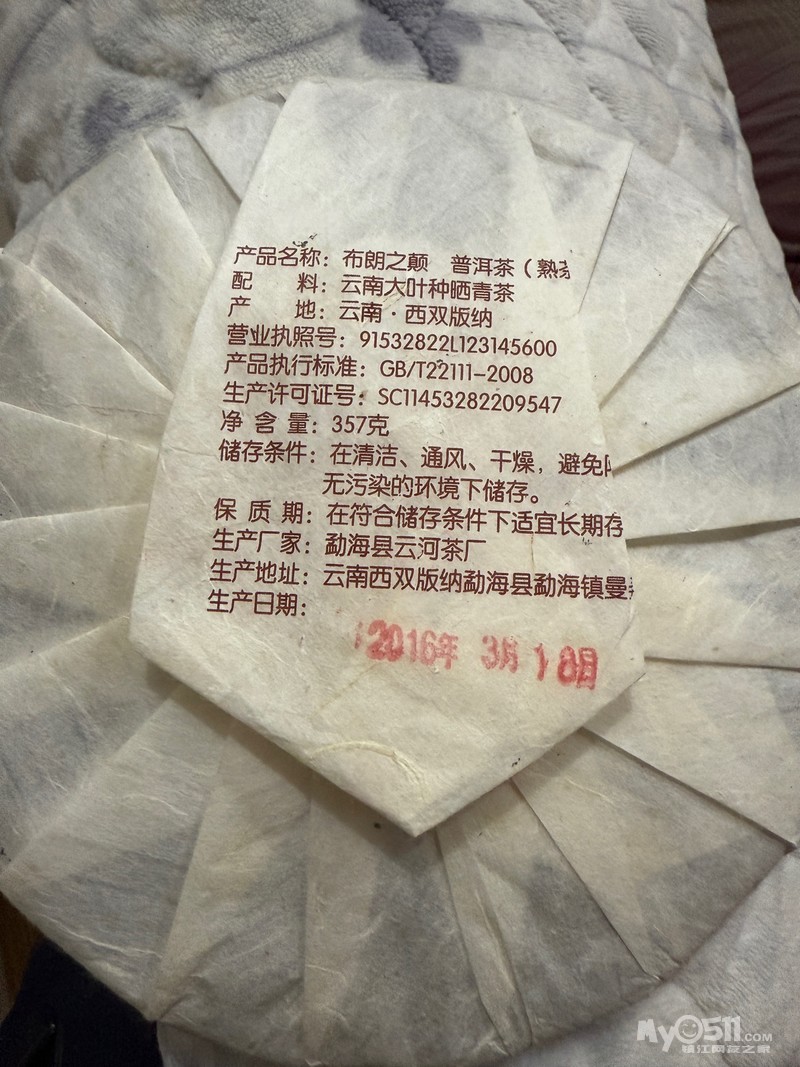 产品名称：布朗之颠 普洱茶（熟
配 料：云南大叶种晒青茶
产 地：云南·西双版纳
营业执照号：91532822L123145600
产品执行标准：GB/T22111-2008
生产许可证号：SC11453282209547
净 含 量：357克
储存条件：在清洁、通风、干燥，避免
无污染的环境下储存。
保 质 期：在符合储存条件下适宜长期存
生产厂家：勐海县云河茶厂
生产地址：云南西双版纳勐海县勐海镇曼
生产日期：
2016年 3月 18日
My0511.COM
镇江网友之家